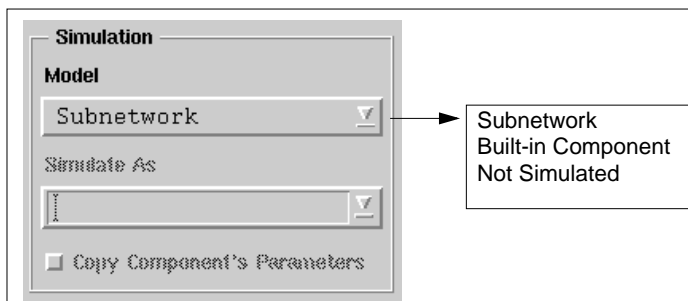 Simulation
Model
Subnetwork
Simulate As
Copy Component's Parameters
Subnetwork
Built-in Component
Not Simulated